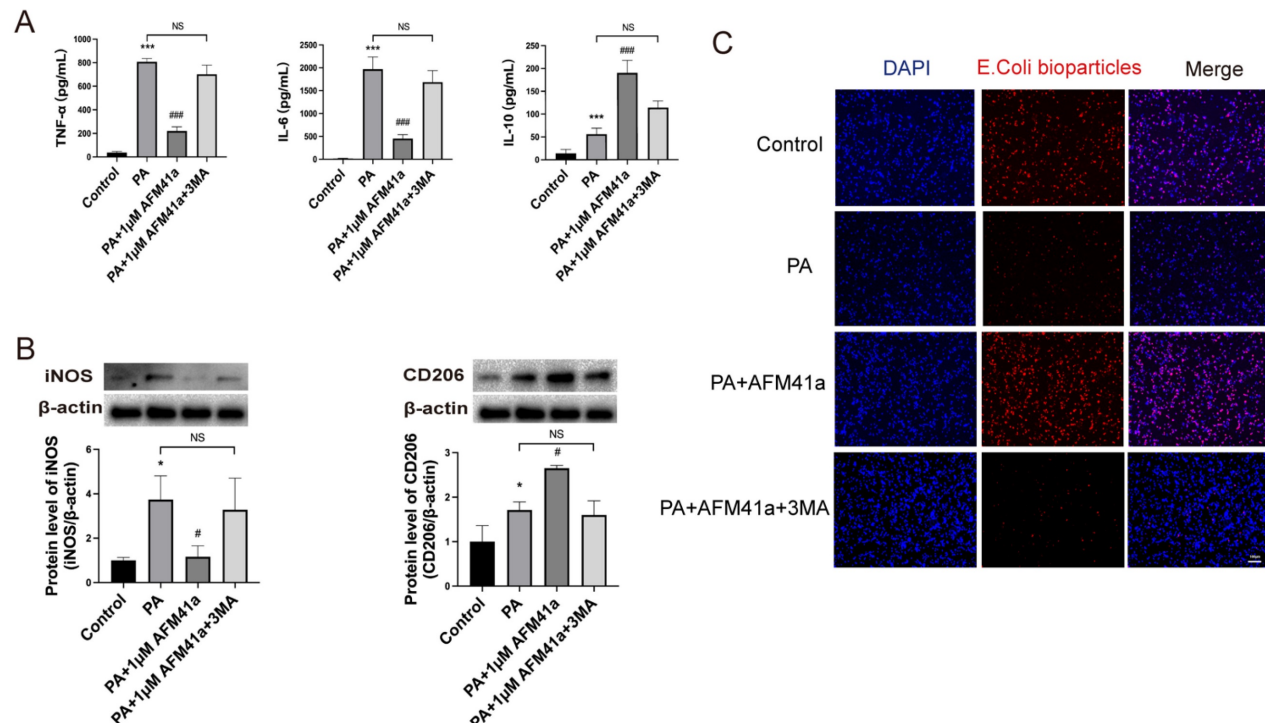 A
TNF-α (pg/mL)
1000
800
600
400
200
0
***
###
NS
Control
PA
PA+1μM AFM41a
PA+1μM AFM41a+3MA
IL-6 (pg/mL)
2500
2000
1500
1000
500
0
***
###
NS
Control
PA
PA+1μM AFM41a
PA+1μM AFM41a+3MA
IL-10 (pg/mL)
250
200
150
100
50
0
***
###
NS
Control
PA
PA+1μM AFM41a
PA+1μM AFM41a+3MA
B
iNOS
β-actin
Protein level of iNOS
(iNOS/β-actin)
6
4
2
0
*
#
NS
Control
PA
PA+1μM AFM41a
PA+1μM AFM41a+3MA
CD206
β-actin
Protein level of CD206
(CD206/β-actin)
3
2
1
0
*
#
NS
Control
PA
PA+1μM AFM41a
PA+1μM AFM41a+3MA
C
DAPI
E.Coli bioparticles
Merge
Control
PA
PA+AFM41a
PA+AFM41a+3MA